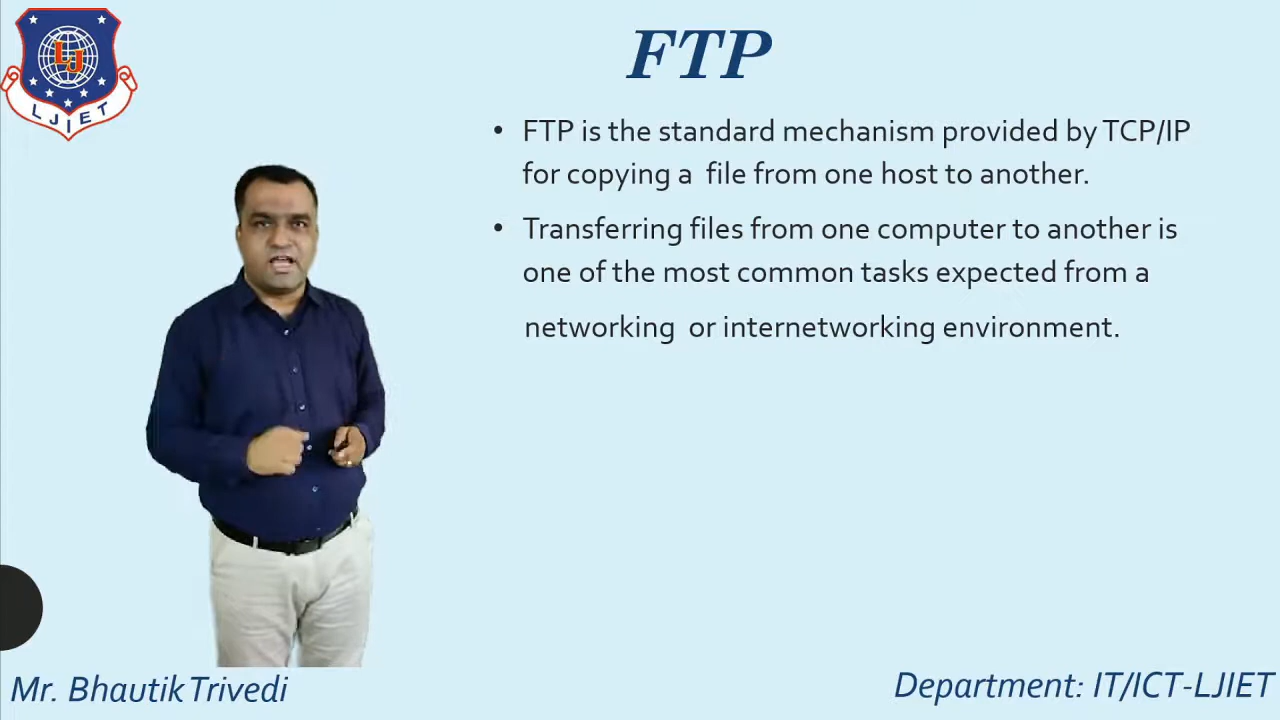 LJ
LJIET
FTP
• FTP is the standard mechanism provided by TCP/IP
for copying a file from one host to another.
• Transferring files from one computer to another is
one of the most common tasks expected from a
networking or internetworking environment.
Mr. Bhautik Trivedi
Department: IT/ICT-LJIET